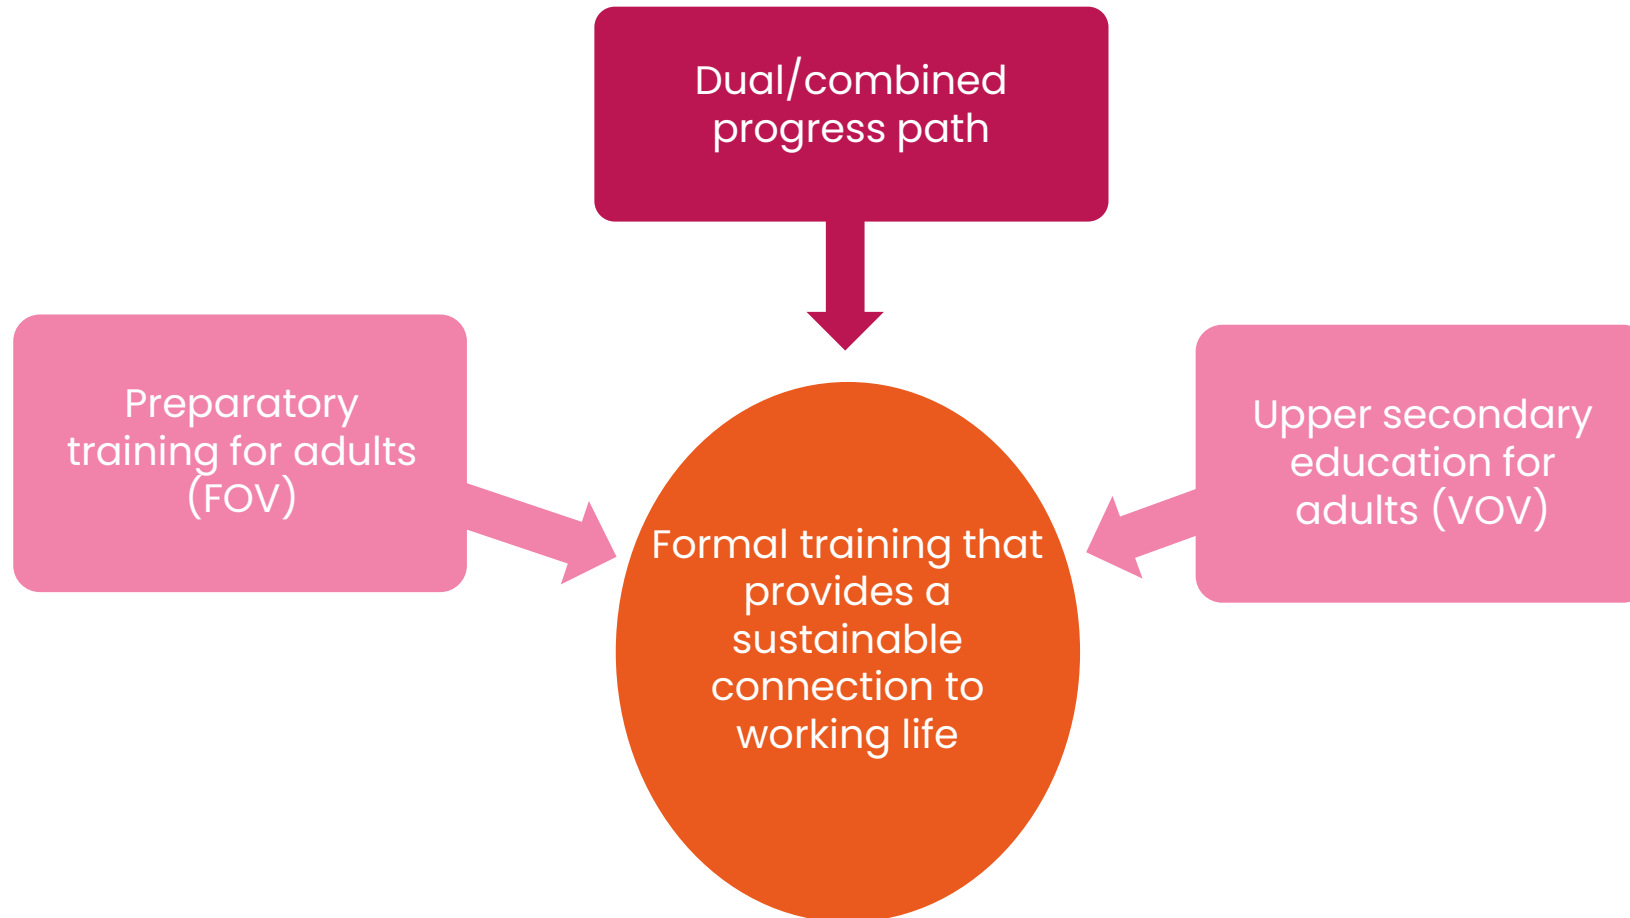 Dual/combined
progress path
Preparatory
training for adults
(FOV)
Upper secondary
education for
adults (VOV)
Formal training that
provides a
sustainable
connection to
working life